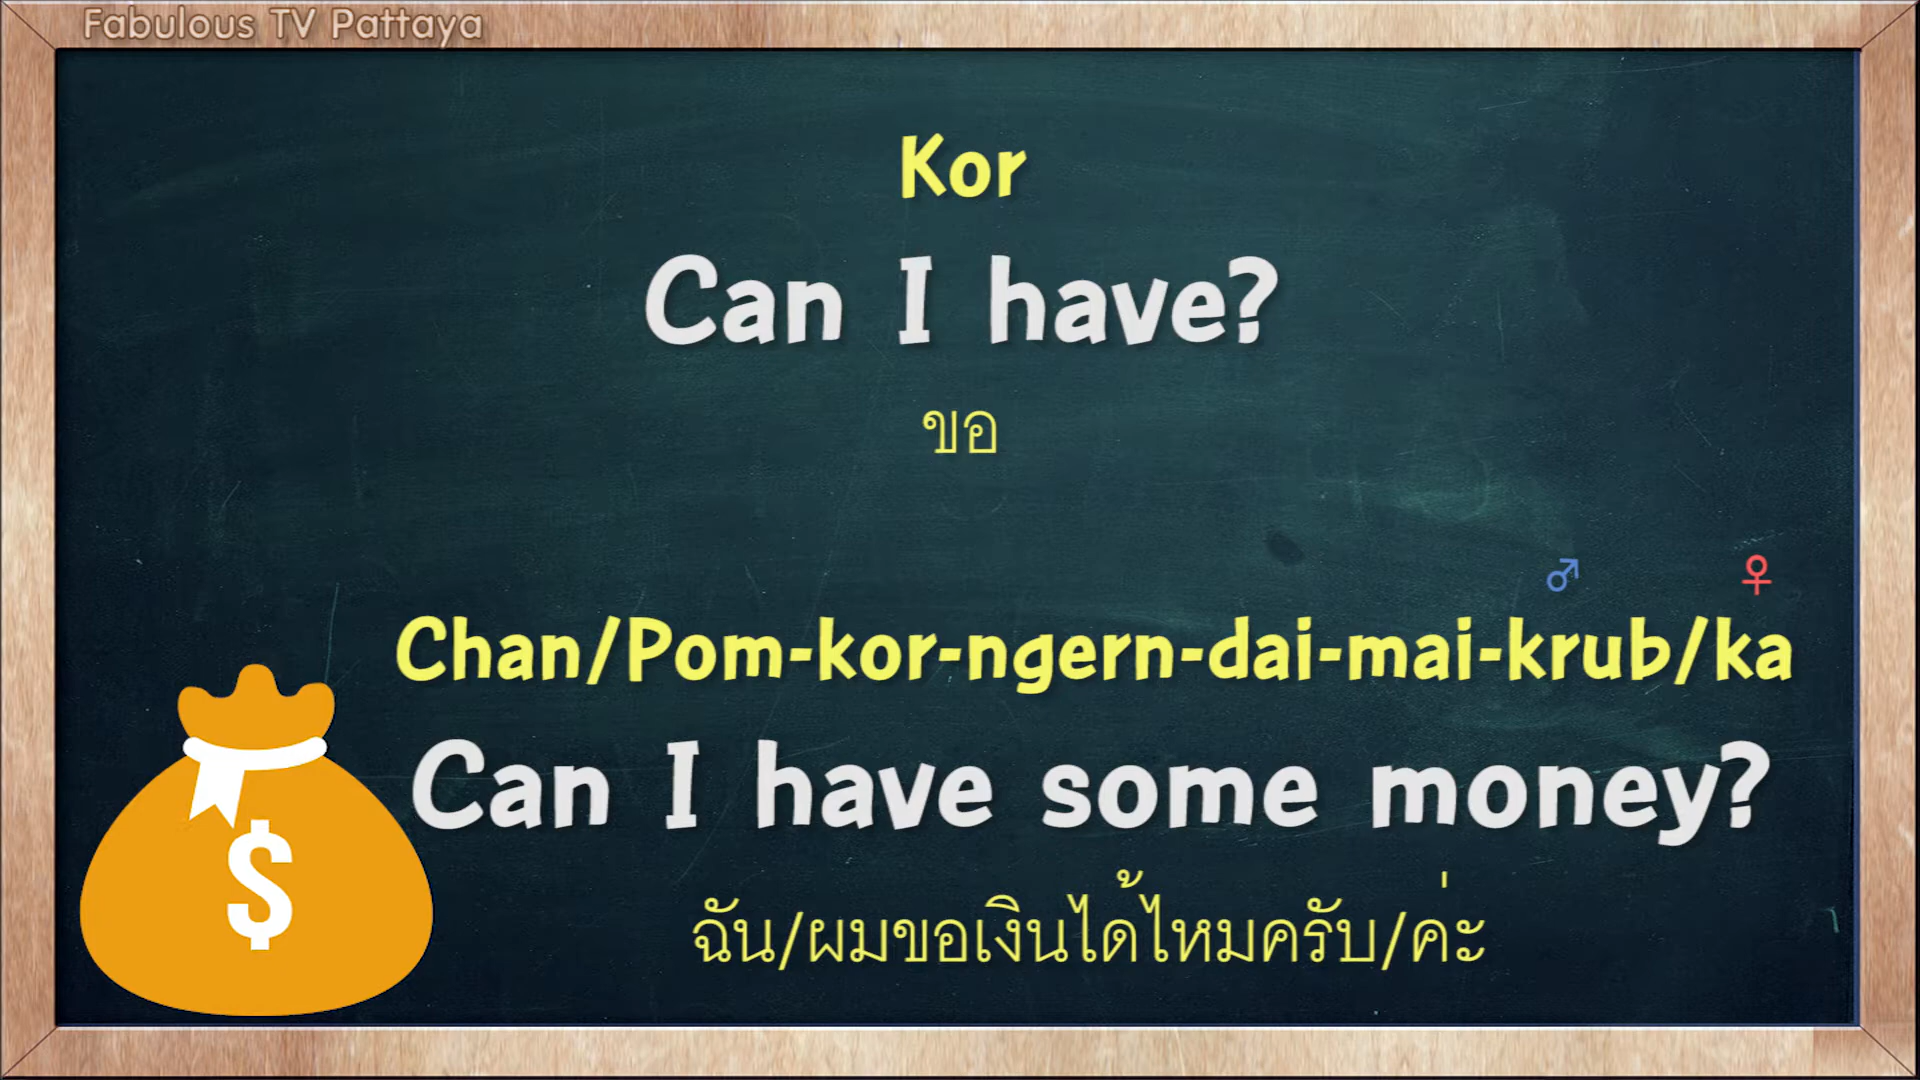 Fabulous TV Pattaya
Kor
Can I have?
ขอ
♂ ♀
Chan/Pom-kor-ngern-dai-mai-krub/ka
Can I have some money?
$
ฉัน/ผมขอเงินได้ไหมครับ/ค่ะ